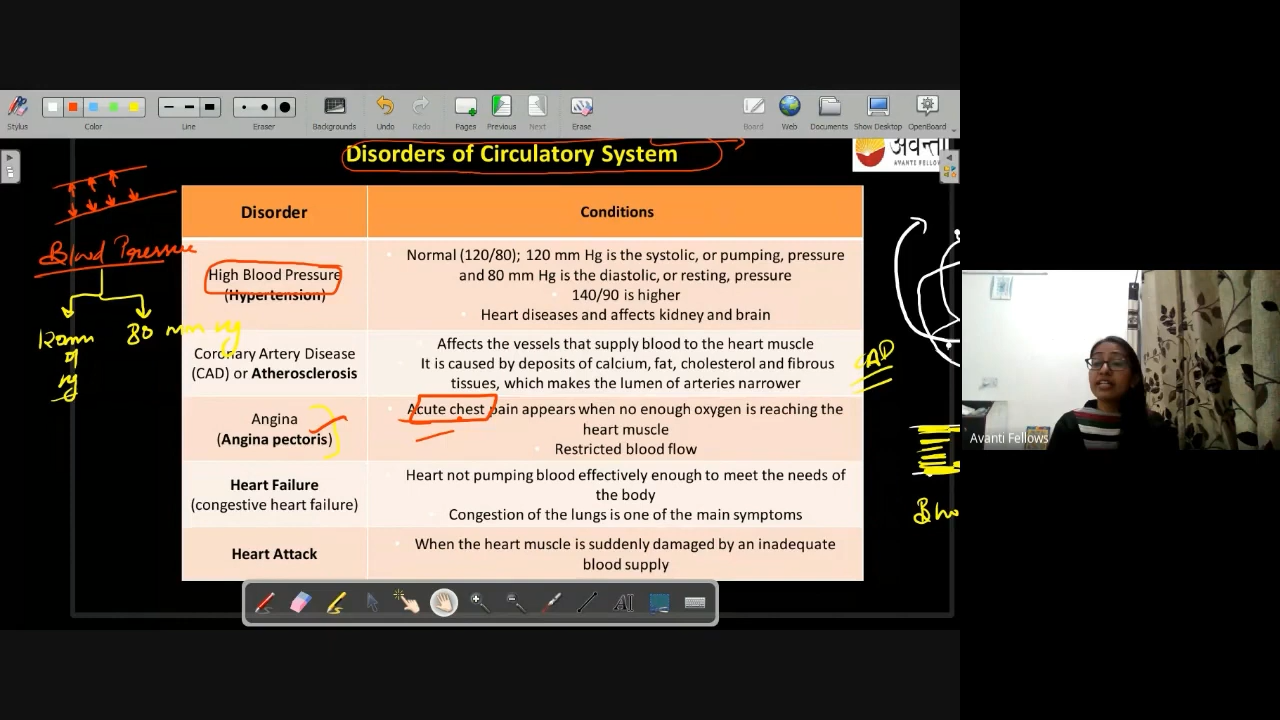 Stylus
Color
Line
Eraser
Backgrounds
Undo
Redo
Pages
Previous
Next
Erase
Board
Web
Documents
Show Desktop
OpenBoard
Disorders of Circulatory System
अवन्ती
AVANTI FELLOWS
Disorder
Conditions
High Blood Pressure
(Hypertension)
Normal (120/80); 120 mm Hg is the systolic, or pumping, pressure
and 80 mm Hg is the diastolic, or resting, pressure
140/90 is higher
Heart diseases and affects kidney and brain
Coronary Artery Disease
(CAD) or Atherosclerosis
Affects the vessels that supply blood to the heart muscle
It is caused by deposits of calcium, fat, cholesterol and fibrous
tissues, which makes the lumen of arteries narrower
Angina
(Angina pectoris)
Acute chest pain appears when no enough oxygen is reaching the
heart muscle
Restricted blood flow
Heart Failure
(congestive heart failure)
Heart not pumping blood effectively enough to meet the needs of
the body
Congestion of the lungs is one of the main symptoms
Heart Attack
When the heart muscle is suddenly damaged by an inadequate
blood supply
Blood Pressure
80 mm
CAD
Avanti Fellows